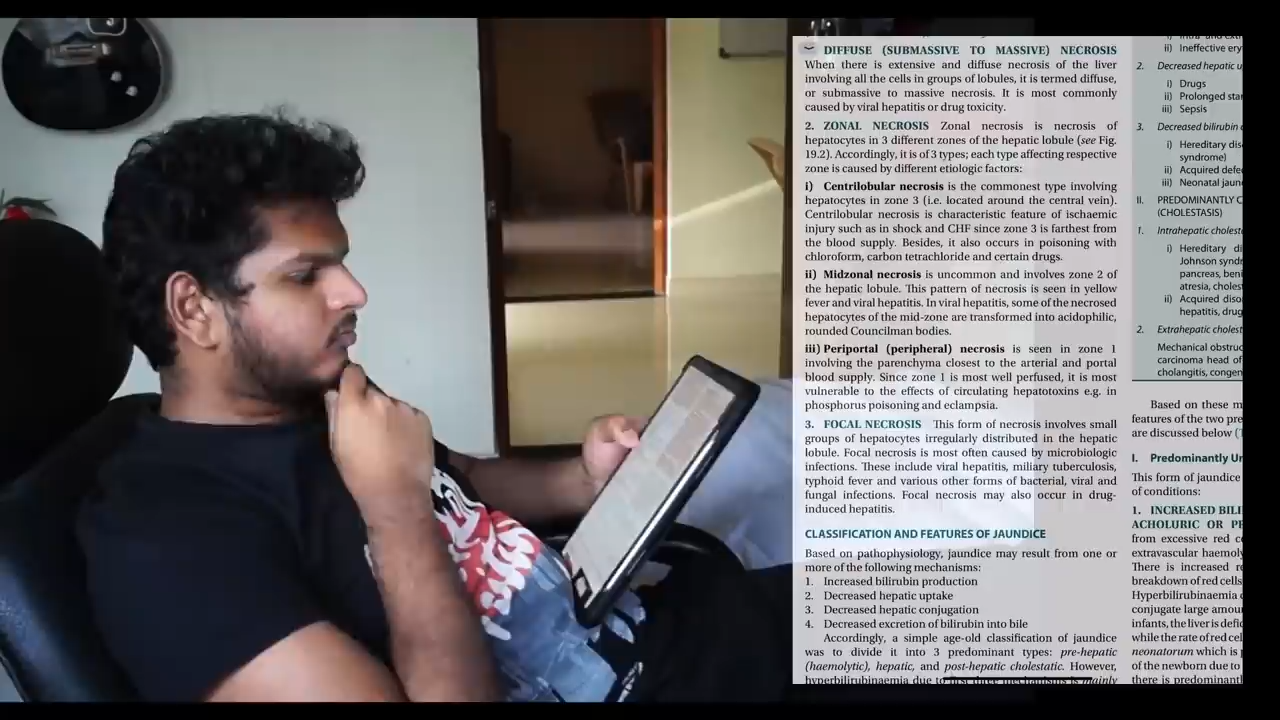 DIFFUSE (SUBMASSIVE TO MASSIVE) NECROSIS
When there is extensive and diffuse necrosis of the liver
involving all the cells in groups of lobules, it is termed diffuse,
or submassive to massive necrosis. It is most commonly
caused by viral hepatitis or drug toxicity.
2. ZONAL NECROSIS Zonal necrosis is necrosis of
hepatocytes in 3 different zones of the hepatic lobule (see Fig.
19.2). Accordingly, it is of 3 types; each type affecting respective
zone is caused by different etiologic factors:
i) Centrilobular necrosis is the commonest type involving
hepatocytes in zone 3 (i.e. located around the central vein).
Centrilobular necrosis is characteristic feature of ischaemic
injury such as in shock and CHF since zone 3 is farthest from
the blood supply. Besides, it also occurs in poisoning with
chloroform, carbon tetrachloride and certain drugs.
ii) Midzonal necrosis is uncommon and involves zone 2 of
the hepatic lobule. This pattern of necrosis is seen in yellow
fever and viral hepatitis. In viral hepatitis, some of the necrosed
hepatocytes of the mid-zone are transformed into acidophilic,
rounded Councilman bodies.
iii) Periportal (peripheral) necrosis is seen in zone 1
involving the parenchyma closest to the arterial and portal
blood supply. Since zone 1 is most well perfused, it is most
vulnerable to the effects of circulating hepatotoxins e.g. in
phosphorus poisoning and eclampsia.
3. FOCAL NECROSIS This form of necrosis involves small
groups of hepatocytes irregularly distributed in the hepatic
lobule. Focal necrosis is most often caused by microbiologic
infections. These include viral hepatitis, miliary tuberculosis,
typhoid fever and various other forms of bacterial, viral and
fungal infections. Focal necrosis may also occur in drug-
induced hepatitis.
CLASSIFICATION AND FEATURES OF JAUNDICE
Based on pathophysiology, jaundice may result from one or
more of the following mechanisms:
1. Increased bilirubin production
2. Decreased hepatic uptake
3. Decreased hepatic conjugation
4. Decreased excretion of bilirubin into bile
Accordingly, a simple age-old classification of jaundice
was to divide it into 3 predominant types: pre-hepatic
(haemolytic), hepatic, and post-hepatic cholestatic. However,
hyperbilirubinaemia due to first three mechanisms is mainly
ii) Ineffective ery
2. Decreased hepatic u
i) Drugs
ii) Prolonged star
iii) Sepsis
3. Decreased bilirubin c
i) Hereditary dis
syndrome)
ii) Acquired defe
iii) Neonatal jaun
II. PREDOMINANTLY C
(CHOLESTASIS)
1. Intrahepatic cholest
i) Hereditary di
Johnson synd
pancreas, beni
atresia, choles
ii) Acquired diso
hepatitis, drug
2. Extrahepatic cholest
Mechanical obstruc
carcinoma head of
cholangitis, congen
Based on these m
features of the two pre
are discussed below (
I. Predominantly Un
This form of jaundice
of conditions:
1. INCREASED BILI
ACHOLURIC OR PR
from excessive red c
extravascular haemoly
There is increased re
breakdown of red cells
Hyperbilirubinaemia
conjugate large amou
infants, the liver is defic
while the rate of red cel
neonatorum which is p
of the newborn due to
there is predominantl